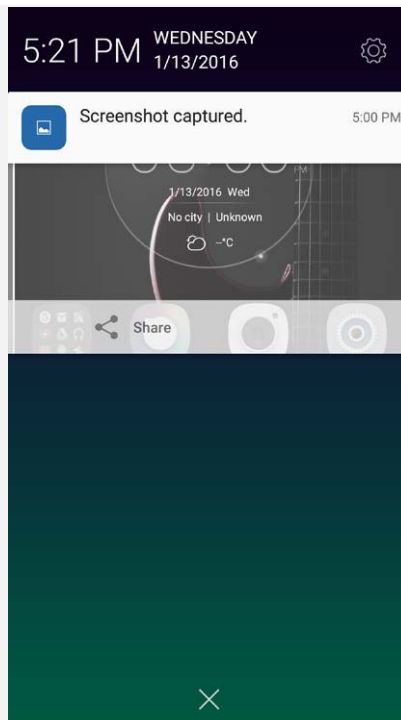 5:21 PM
WEDNESDAY
1/13/2016
Screenshot captured.
5:00 PM
1/13/2016 Wed
No city | Unknown
--°C
Share